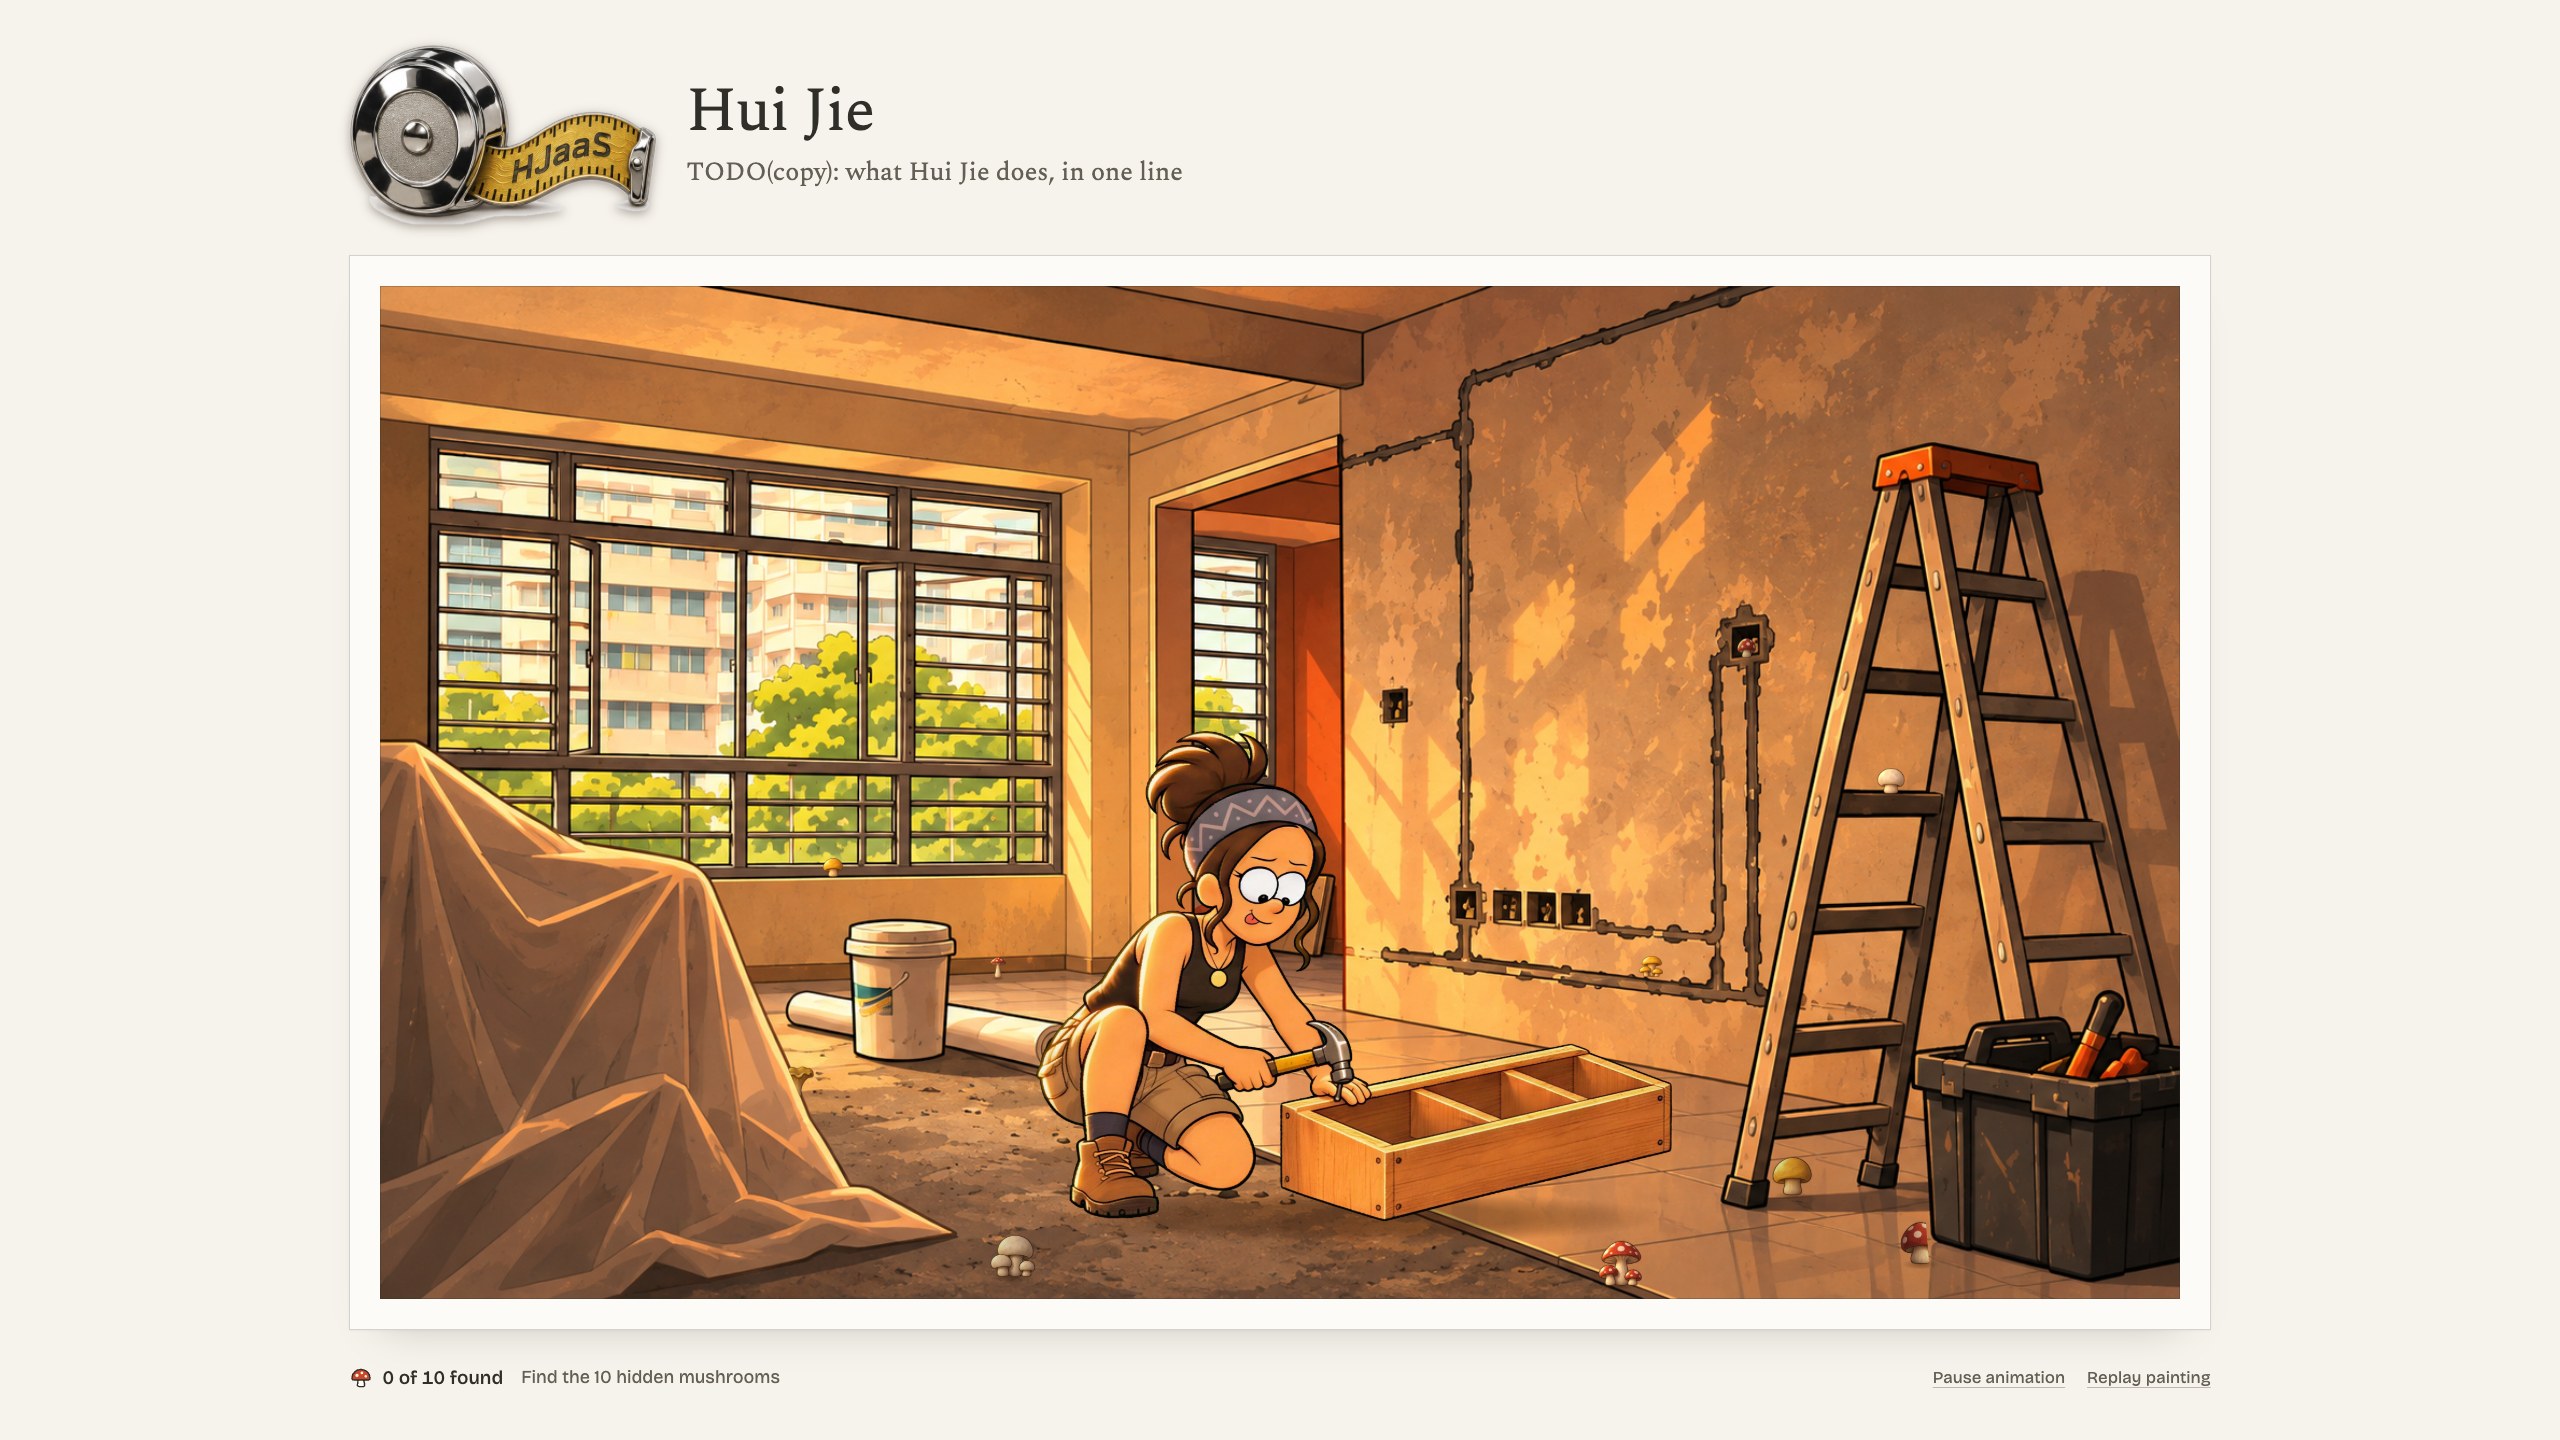 HJaaS
Hui Jie
TODO(copy): what Hui Jie does, in one line
0 of 10 found
Find the 10 hidden mushrooms
Pause animation
Replay painting